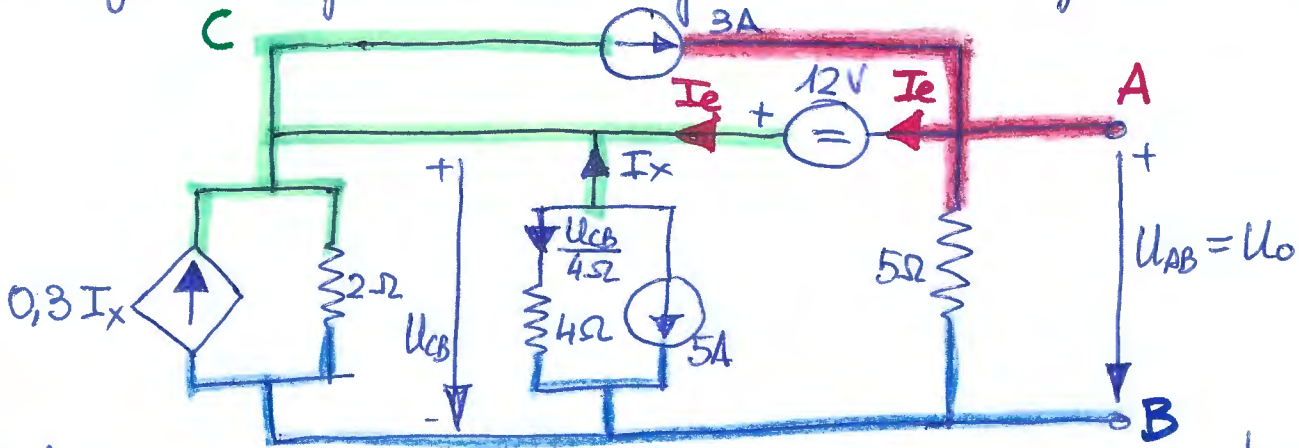 C
3A
12V
Ie
+
Ie
A
+
Ix
+
0,3 Ix
2Ω
UCB
UCB
4Ω
4Ω
5A
5Ω
UAB = U0
-
B